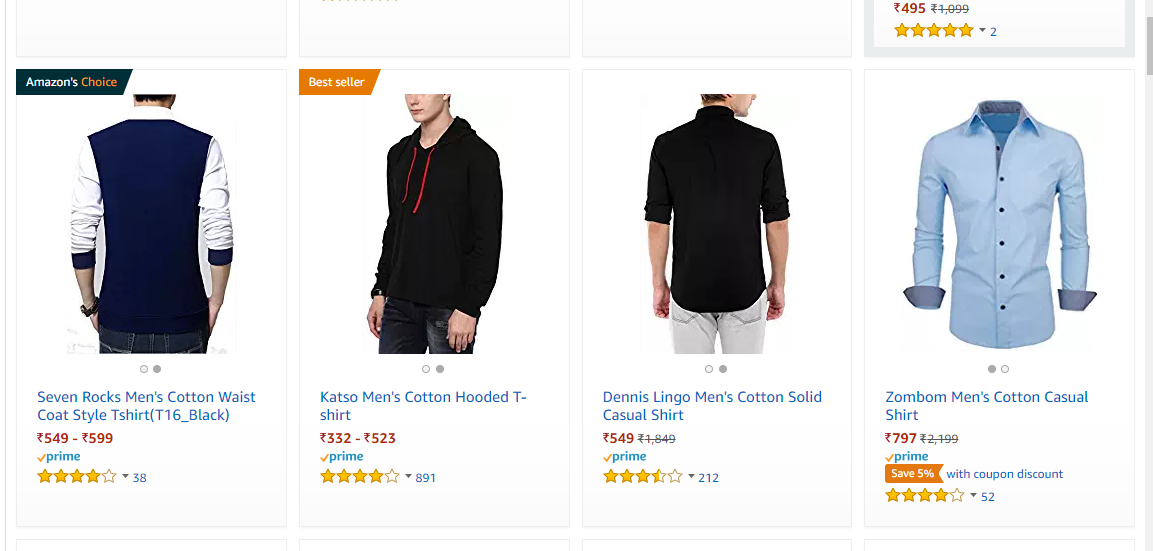 ₹495 ₹1,099
2
Amazon's Choice
Best seller
Seven Rocks Men's Cotton Waist
Coat Style Tshirt(T16_Black)
₹549 - ₹599
prime
38
Katso Men's Cotton Hooded T-
shirt
₹332 - ₹523
prime
891
Dennis Lingo Men's Cotton Solid
Casual Shirt
₹549 ₹1,849
prime
212
Zombom Men's Cotton Casual
Shirt
₹797 ₹2,199
prime
Save 5% with coupon discount
52